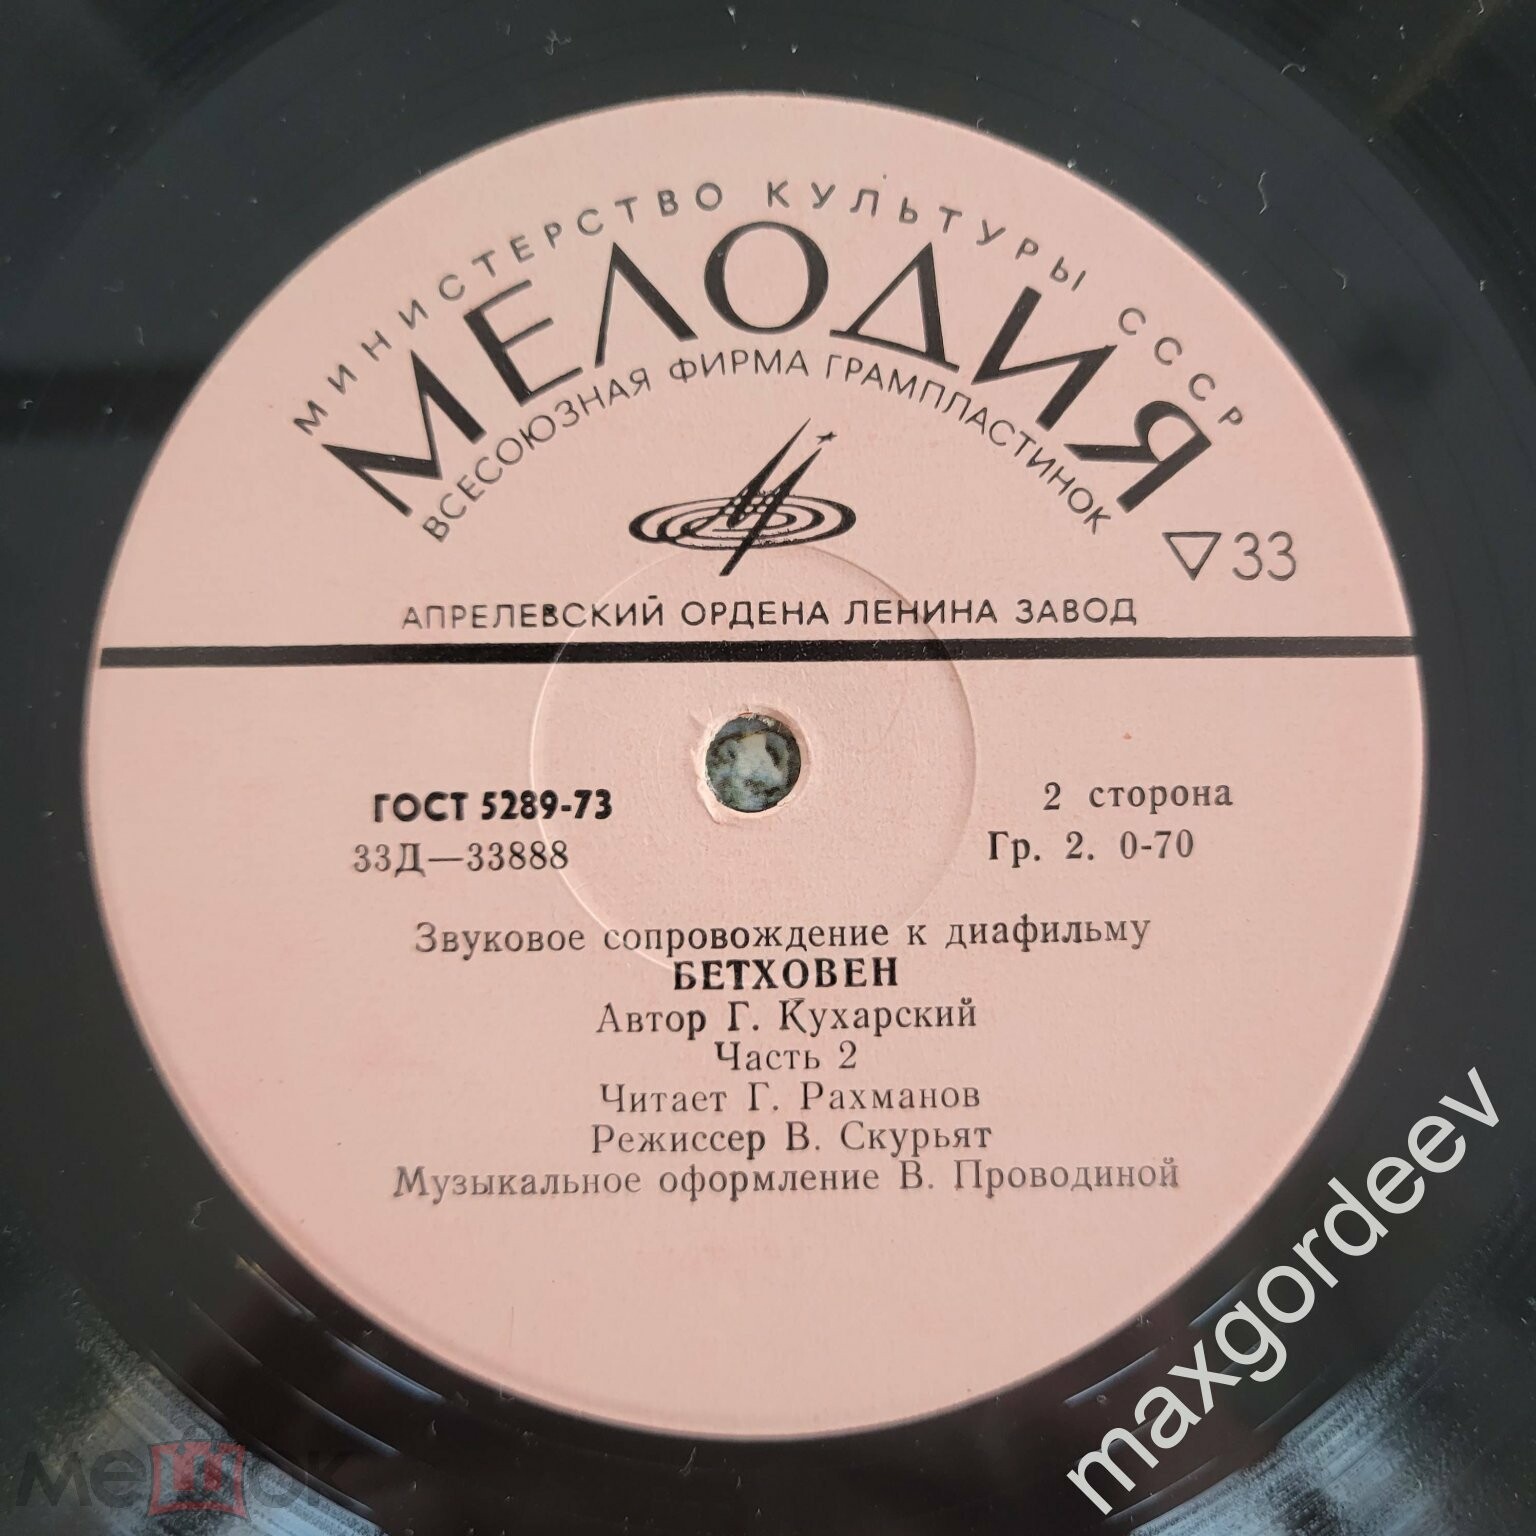 МИНИСТЕРСТВО КУЛЬТУРЫ СССР
МЕЛОДИЯ
ВСЕСОЮЗНАЯ ФИРМА ГРАМПЛАСТИНОК
33
АПРЕЛЕВСКИЙ ОРДЕНА ЛЕНИНА ЗАВОД
ГОСТ 5289-73
2 сторона
33Д—33888
Гр. 2. 0-70
Звуковое сопровождение к диафильму
БЕТХОВЕН
Автор Г. Кухарский
Часть 2
Читает Г. Рахманов
Режиссер В. Скурьят
Музыкальное оформление В. Проводиной
maxgordeev
мешок